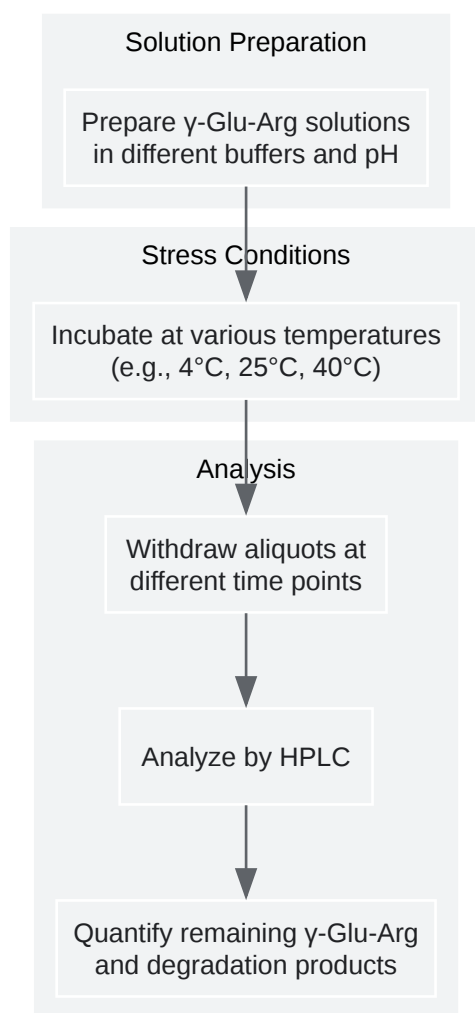 Solution Preparation
Prepare γ-Glu-Arg solutions
in different buffers and pH
Stress Conditions
Incubate at various temperatures
(e.g., 4°C, 25°C, 40°C)
Analysis
Withdraw aliquots at
different time points
Analyze by HPLC
Quantify remaining γ-Glu-Arg
and degradation products